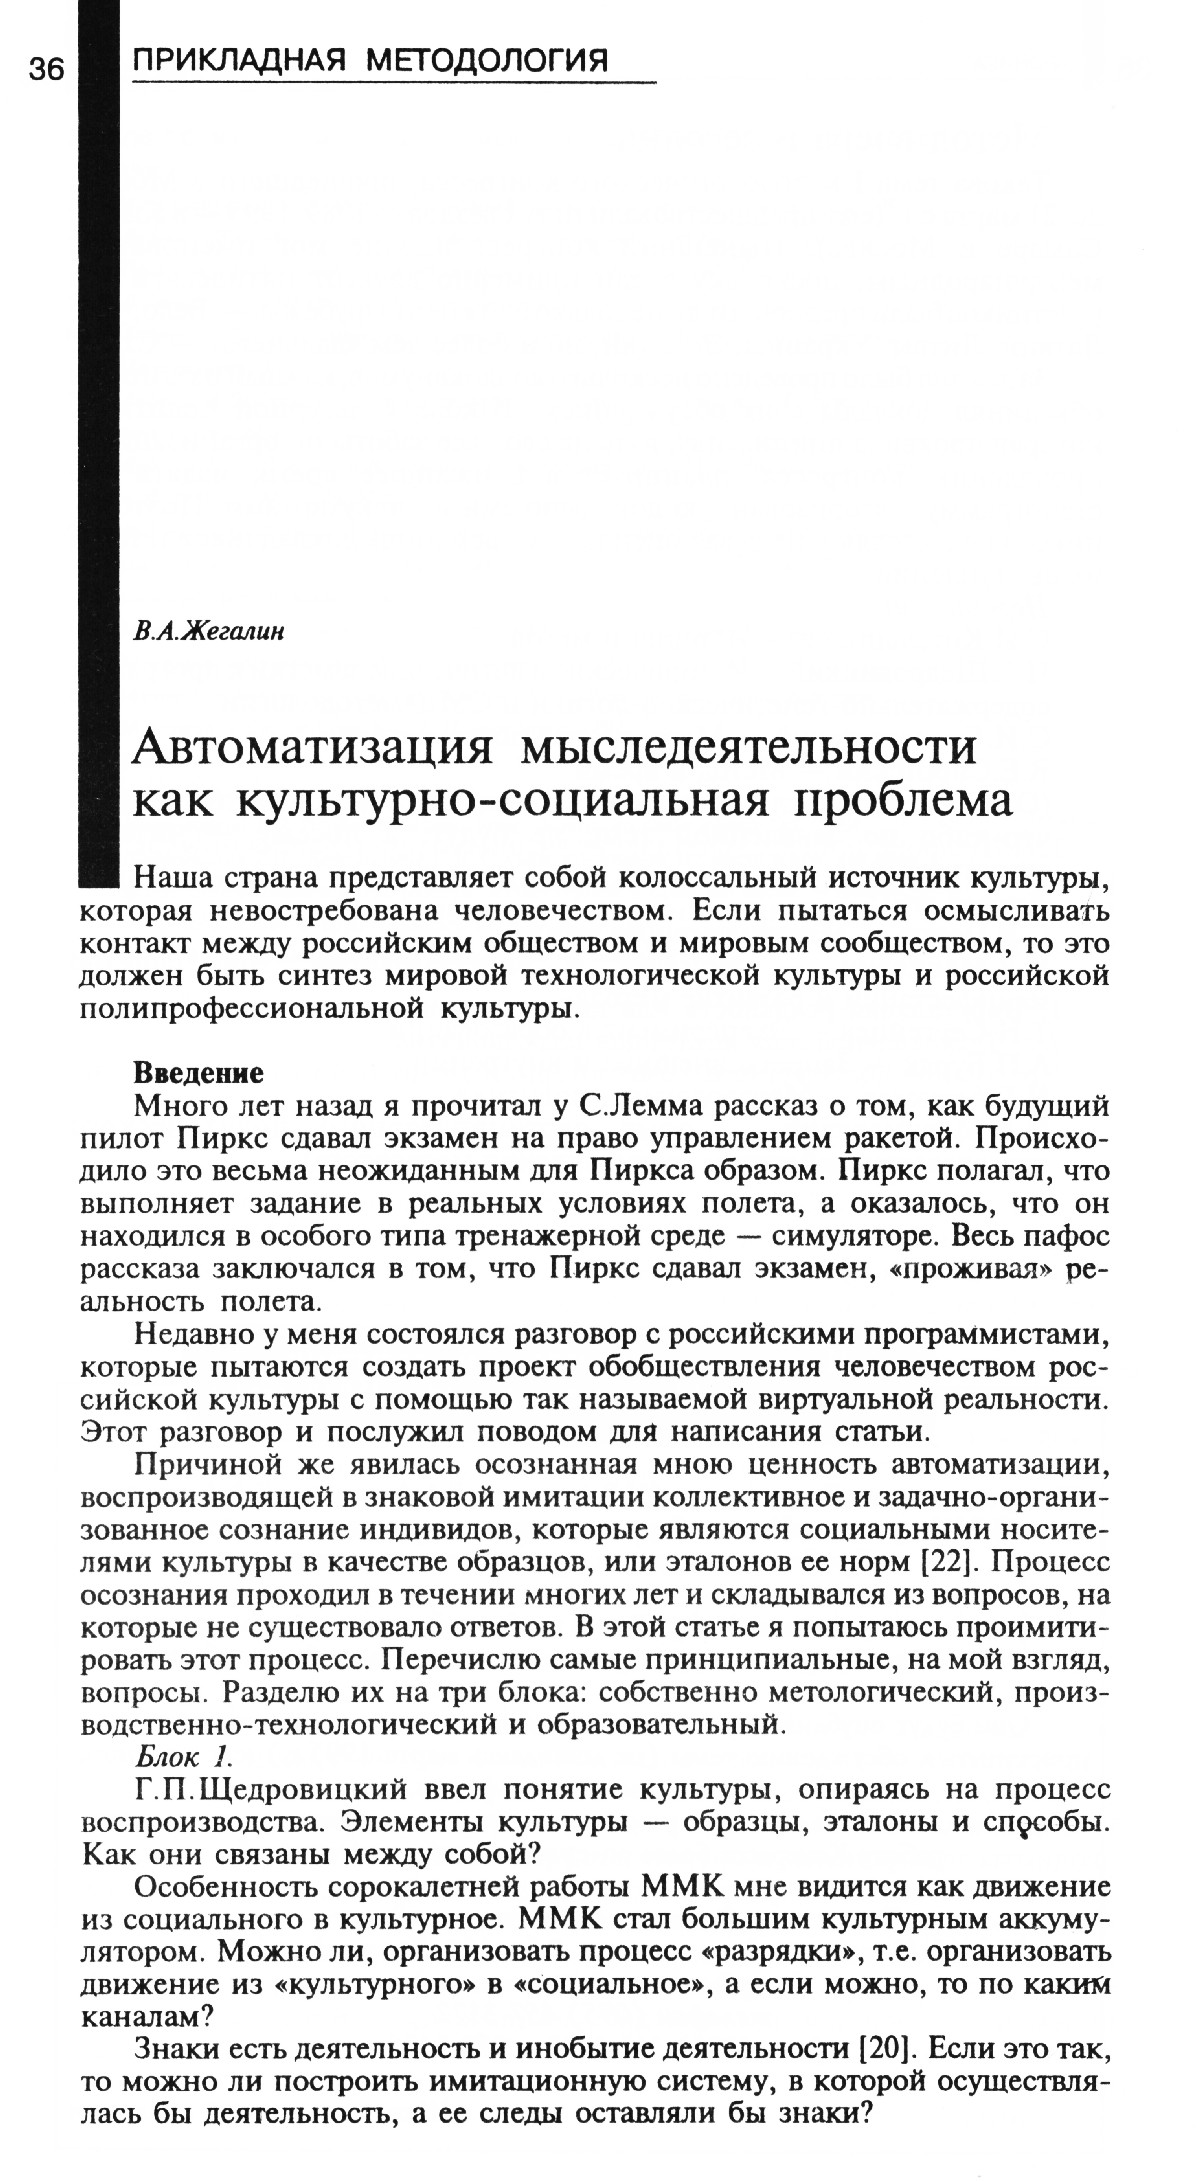 36
ПРИКЛАДНАЯ МЕТОДОЛОГИЯ
В.А.Жегалин
Автоматизация мыследеятельности
как культурно-социальная проблема
Наша страна представляет собой колоссальный источник культуры,
которая невостребована человечеством. Если пытаться осмысливать
контакт между российским обществом и мировым сообществом, то это
должен быть синтез мировой технологической культуры и российской
полипрофессиональной культуры.
Введение
Много лет назад я прочитал у С.Лемма рассказ о том, как будущий
пилот Пиркс сдавал экзамен на право управлением ракетой. Происхо-
дило это весьма неожиданным для Пиркса образом. Пиркс полагал, что
выполняет задание в реальных условиях полета, а оказалось, что он
находился в особого типа тренажерной среде — симуляторе. Весь пафос
рассказа заключался в том, что Пиркс сдавал экзамен, «проживая» ре-
альность полета.
Недавно у меня состоялся разговор с российскими программистами,
которые пытаются создать проект обобществления человечеством рос-
сийской культуры с помощью так называемой виртуальной реальности.
Этот разговор и послужил поводом для написания статьи.
Причиной же явилась осознанная мною ценность автоматизации,
воспроизводящей в знаковой имитации коллективное и задачно-органи-
зованное сознание индивидов, которые являются социальными носите-
лями культуры в качестве образцов, или эталонов ее норм [22]. Процесс
осознания проходил в течении многих лет и складывался из вопросов, на
которые не существовало ответов. В этой статье я попытаюсь проимити-
ровать этот процесс. Перечислю самые принципиальные, на мой взгляд,
вопросы. Разделю их на три блока: собственно метологический, произ-
водственно-технологический и образовательный.
Блок 1.
Г.П.Щедровицкий ввел понятие культуры, опираясь на процесс
воспроизводства. Элементы культуры — образцы, эталоны и способы.
Как они связаны между собой?
Особенность сорокалетней работы ММК мне видится как движение
из социального в культурное. ММК стал большим культурным аккуму-
лятором. Можно ли, организовать процесс «разрядки», т.е. организовать
движение из «культурного» в «социальное», а если можно, то по каким
каналам?
Знаки есть деятельность и инобытие деятельности [20]. Если это так,
то можно ли построить имитационную систему, в которой осуществля-
лась бы деятельность, а ее следы оставляли бы знаки?